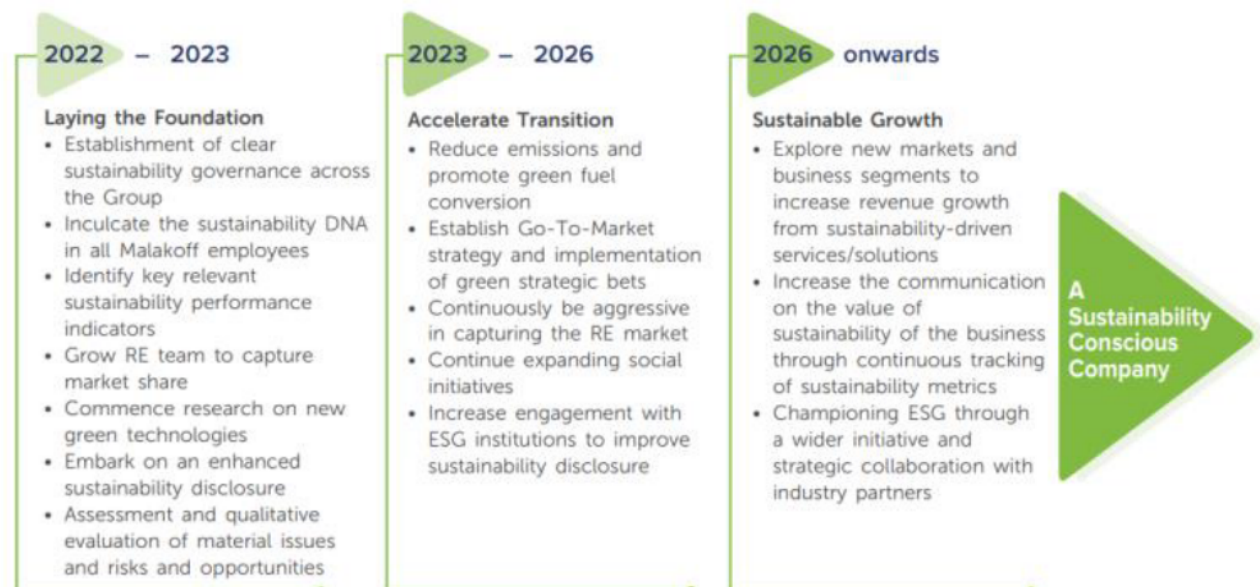 2022 – 2023
Laying the Foundation
• Establishment of clear
sustainability governance across
the Group
• Inculcate the sustainability DNA
in all Malakoff employees
• Identify key relevant
sustainability performance
indicators
• Grow RE team to capture
market share
• Commence research on new
green technologies
• Embark on an enhanced
sustainability disclosure
• Assessment and qualitative
evaluation of material issues
and risks and opportunities
2023 – 2026
Accelerate Transition
• Reduce emissions and
promote green fuel
conversion
• Establish Go-To-Market
strategy and implementation
of green strategic bets
• Continuously be aggressive
in capturing the RE market
• Continue expanding social
initiatives
• Increase engagement with
ESG institutions to improve
sustainability disclosure
2026 onwards
Sustainable Growth
• Explore new markets and
business segments to
increase revenue growth
from sustainability-driven
services/solutions
• Increase the communication
on the value of
sustainability of the business
through continuous tracking
of sustainability metrics
• Championing ESG through
a wider initiative and
strategic collaboration with
industry partners
A
Sustainability
Conscious
Company